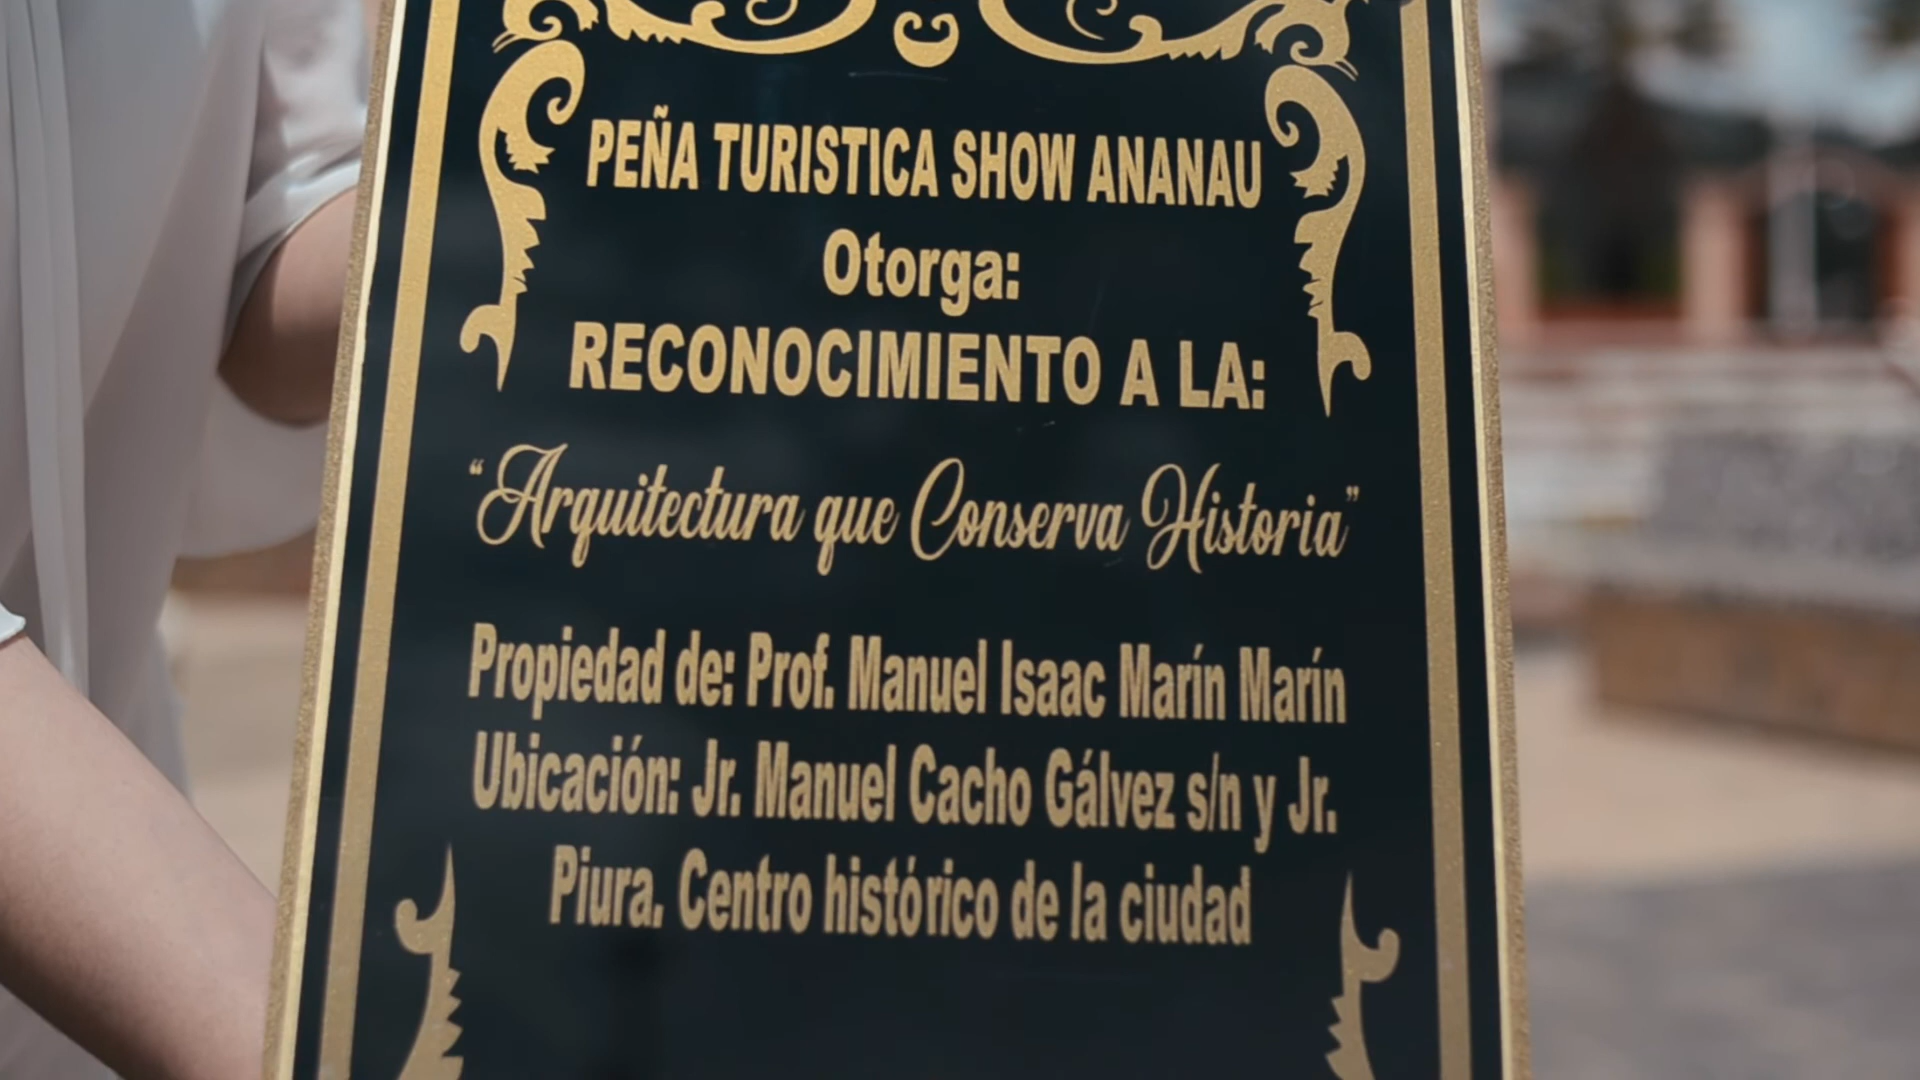 PEÑA TURISTICA SHOW ANANAU
Otorga:
RECONOCIMIENTO A LA:
“Arquitectura que Conserva Historia”
Propiedad de: Prof. Manuel Isaac Marín Marín
Ubicación: Jr. Manuel Cacho Gálvez s/n y Jr.
Piura. Centro histórico de la ciudad